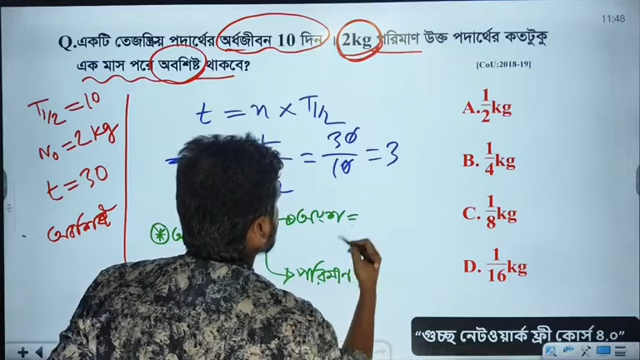 11:48
Q.একটি তেজস্ক্রিয় পদার্থের অর্ধজীবন 10 দিন । 2kg পরিমাণ উক্ত পদার্থের কতটুকু
এক মাস পরে অবশিষ্ট থাকবে?
[CoU:2018-19]
T1/2 = 10
N₀ = 2kg
t = 30
অবশিষ্ট
t = n × T1/2
= 30/10 = 3
অংশ =
পরিমান
A. 1/2 kg
B. 1/4 kg
C. 1/8 kg
D. 1/16 kg
"গুচ্ছ নেটওয়ার্ক ফ্রী কোর্স ৪.০"